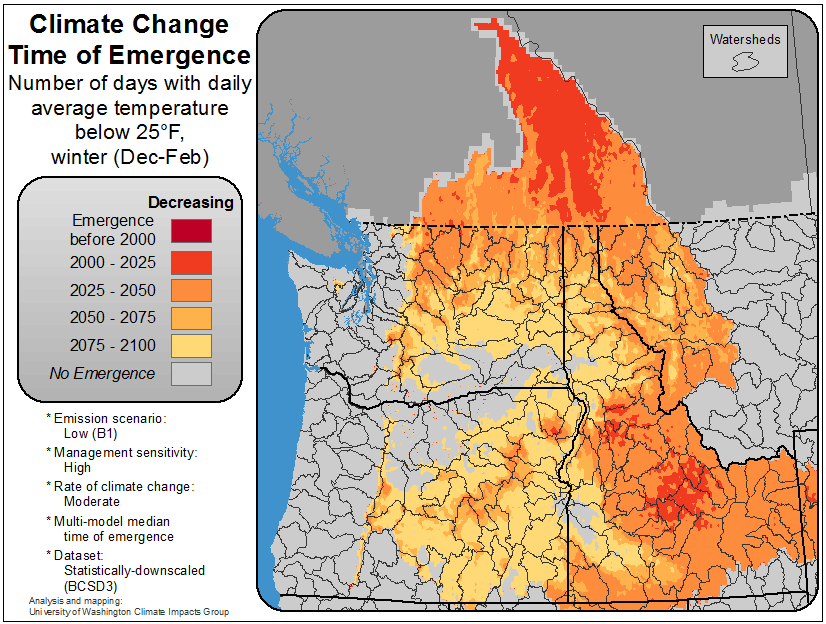 Climate Change
Time of Emergence
Number of days with daily
average temperature
below 25°F,
winter (Dec-Feb)
Decreasing
Emergence
before 2000
2000 - 2025
2025 - 2050
2050 - 2075
2075 - 2100
No Emergence
* Emission scenario:
Low (B1)
* Management sensitivity:
High
* Rate of climate change:
Moderate
* Multi-model median
time of emergence
* Dataset:
Statistically-downscaled
(BCSD3)
Analysis and mapping:
University of Washington Climate Impacts Group
Watersheds